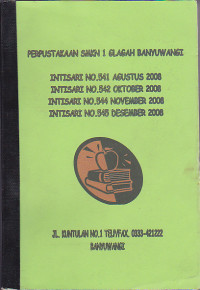 PERPUSTAKAAN SMKN 1 GLAGAH BANYUWANGI
INTISARI NO.541 AGUSTUS 2008
INTISARI NO.542 OKTOBER 2008
INTISARI NO.544 NOVEMBER 2008
INTISARI NO.545 DESEMBER 2008
JL. KUNTULAN NO.1 TELP/FAX. 0333-421222
BANYUWANGI